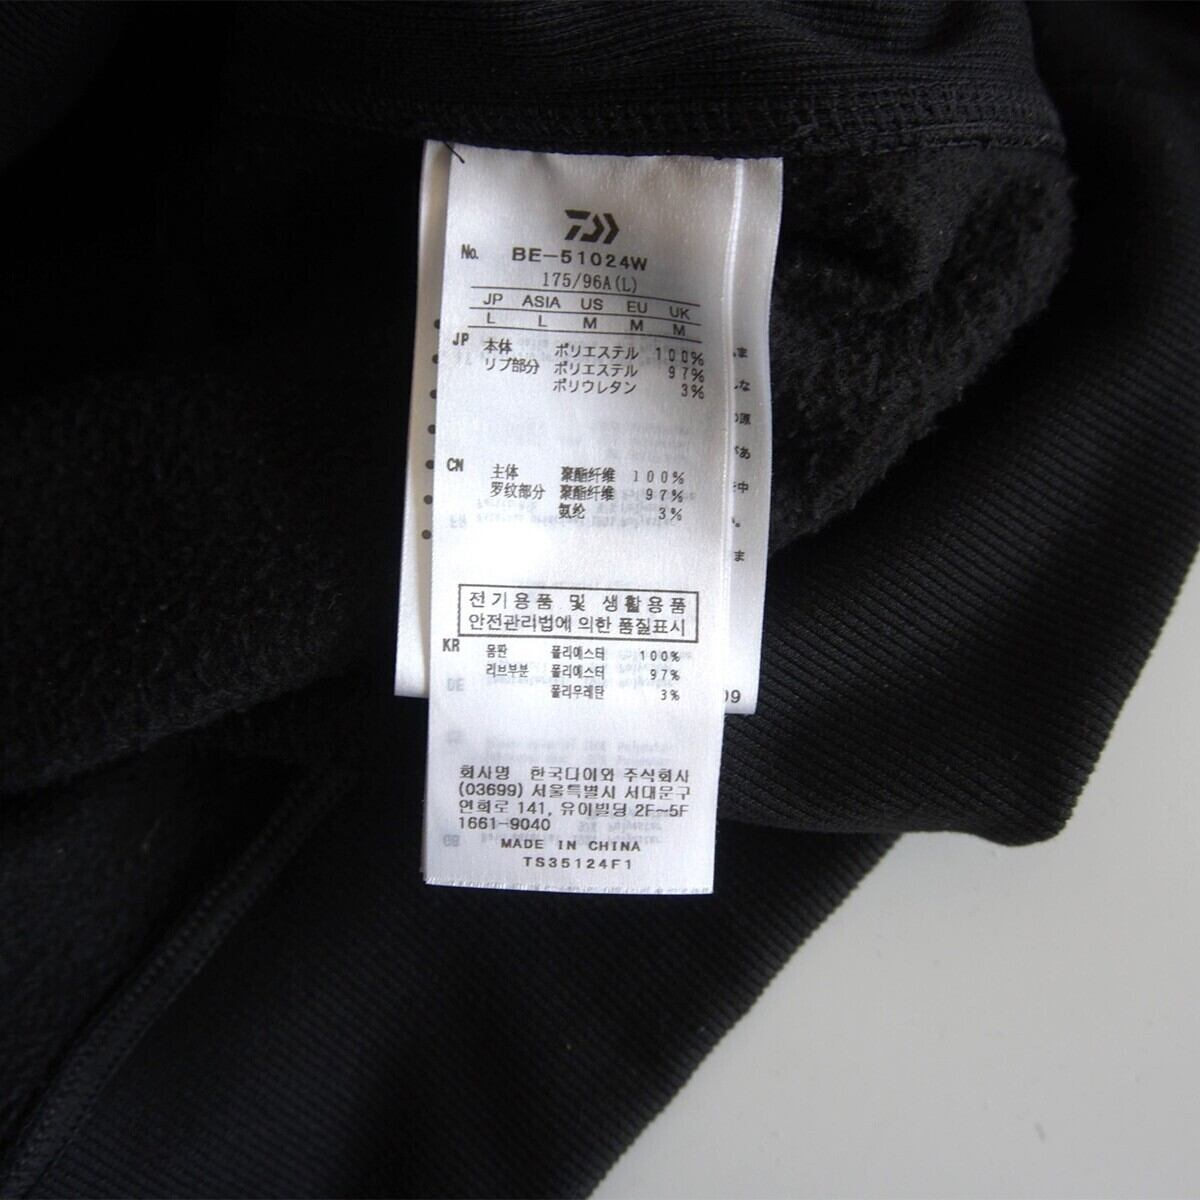 No. BE-51024W
175/96A(L)
JP ASIA US EU UK
L L M M M
JP 本体 ポリエステル 100%
リブ部分 ポリエステル 97%
ポリウレタン 3%
CN 主体 聚酯纤维 100%
罗纹部分 聚酯纤维 97%
氨纶 3%
전기용품 및 생활용품
안전관리법에 의한 품질표시
KR 몸판 폴리에스터 100%
리브부분 폴리에스터 97%
폴리우레탄 3%
회사명 한국다이와 주식회사
(03699) 서울특별시 서대문구
연희로 141, 유이빌딩 2F~5F
1661-9040
MADE IN CHINA
TS35124F1